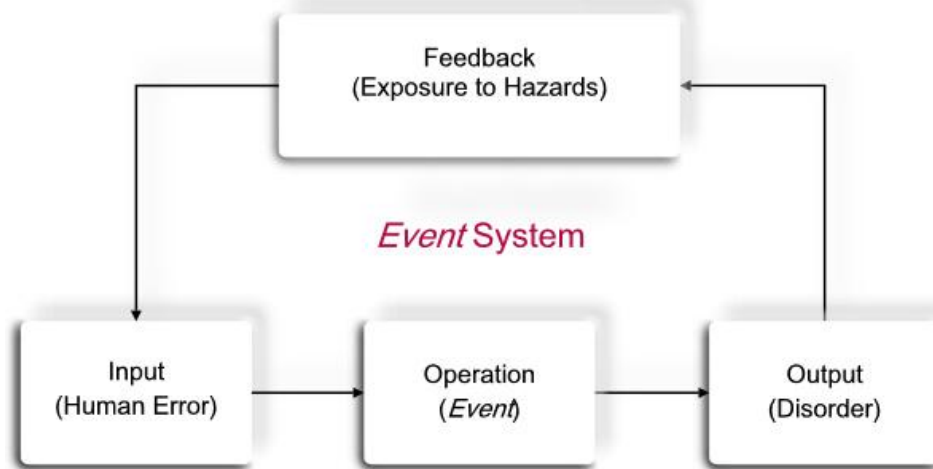 Feedback
(Exposure to Hazards)
Event System
Input
(Human Error)
Operation
(Event)
Output
(Disorder)